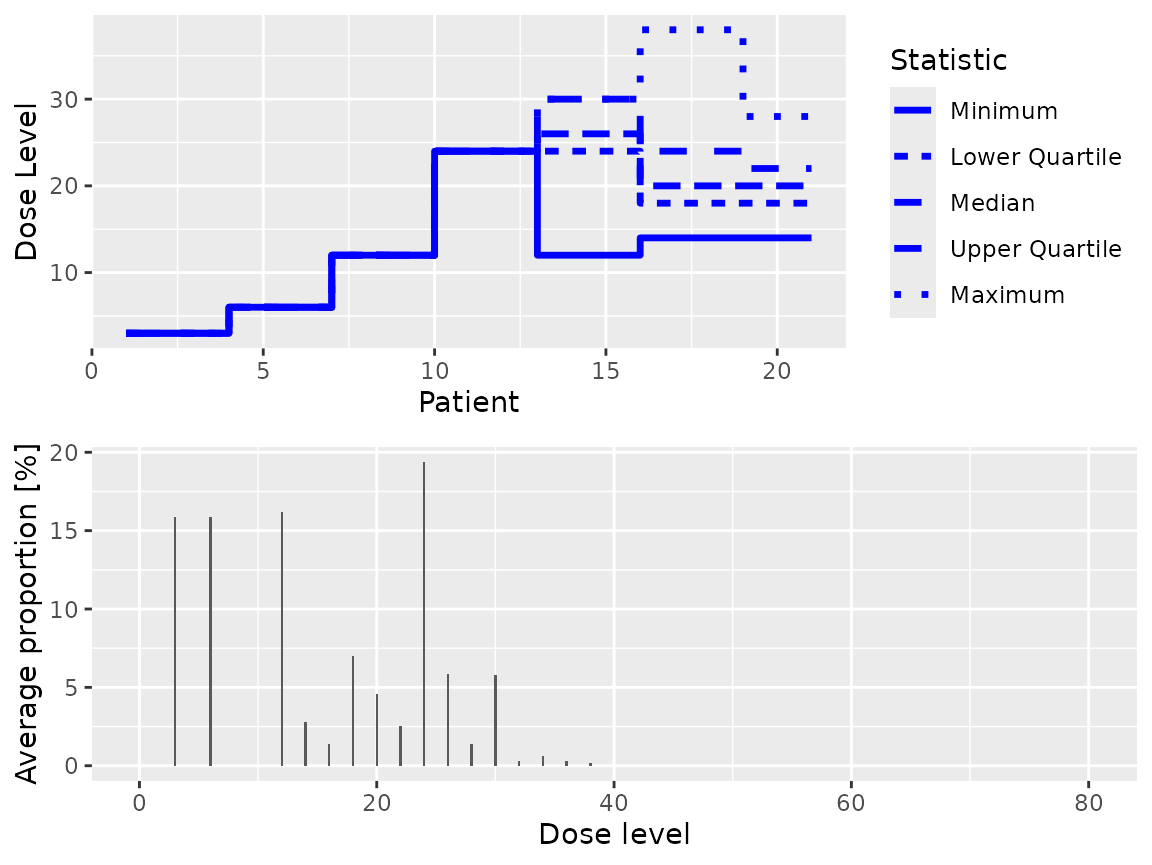 Dose Level
30
20
10
0
5
10
15
20
Patient
Statistic
Minimum
Lower Quartile
Median
Upper Quartile
Maximum
Average proportion [%]
20
15
10
5
0
0
20
40
60
80
Dose level